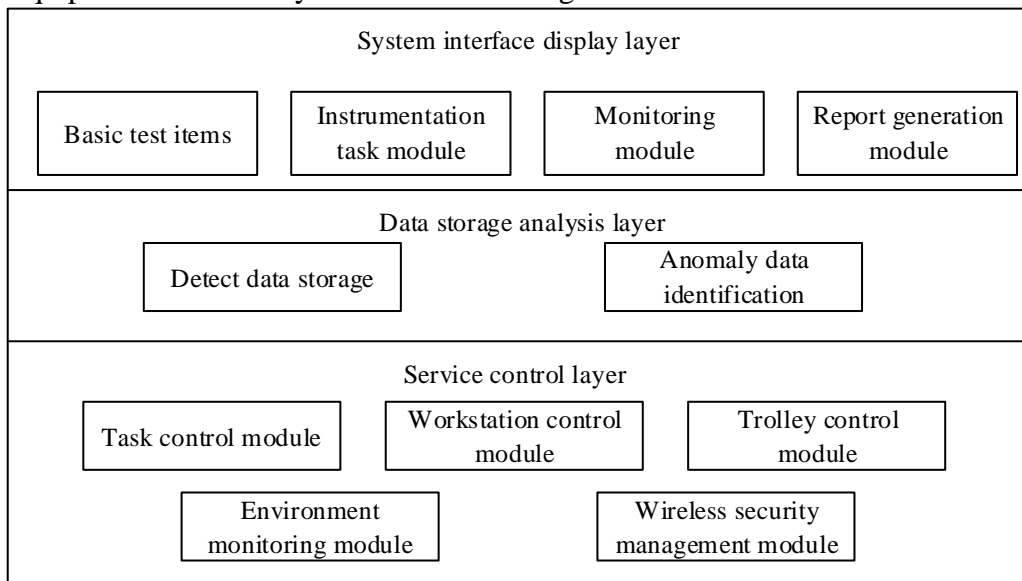 System interface display layer
Basic test items
Instrumentation
task module
Monitoring
module
Report generation
module
Data storage analysis layer
Detect data storage
Anomaly data
identification
Service control layer
Task control module
Workstation control
module
Trolley control
module
Environment
monitoring module
Wireless security
management module